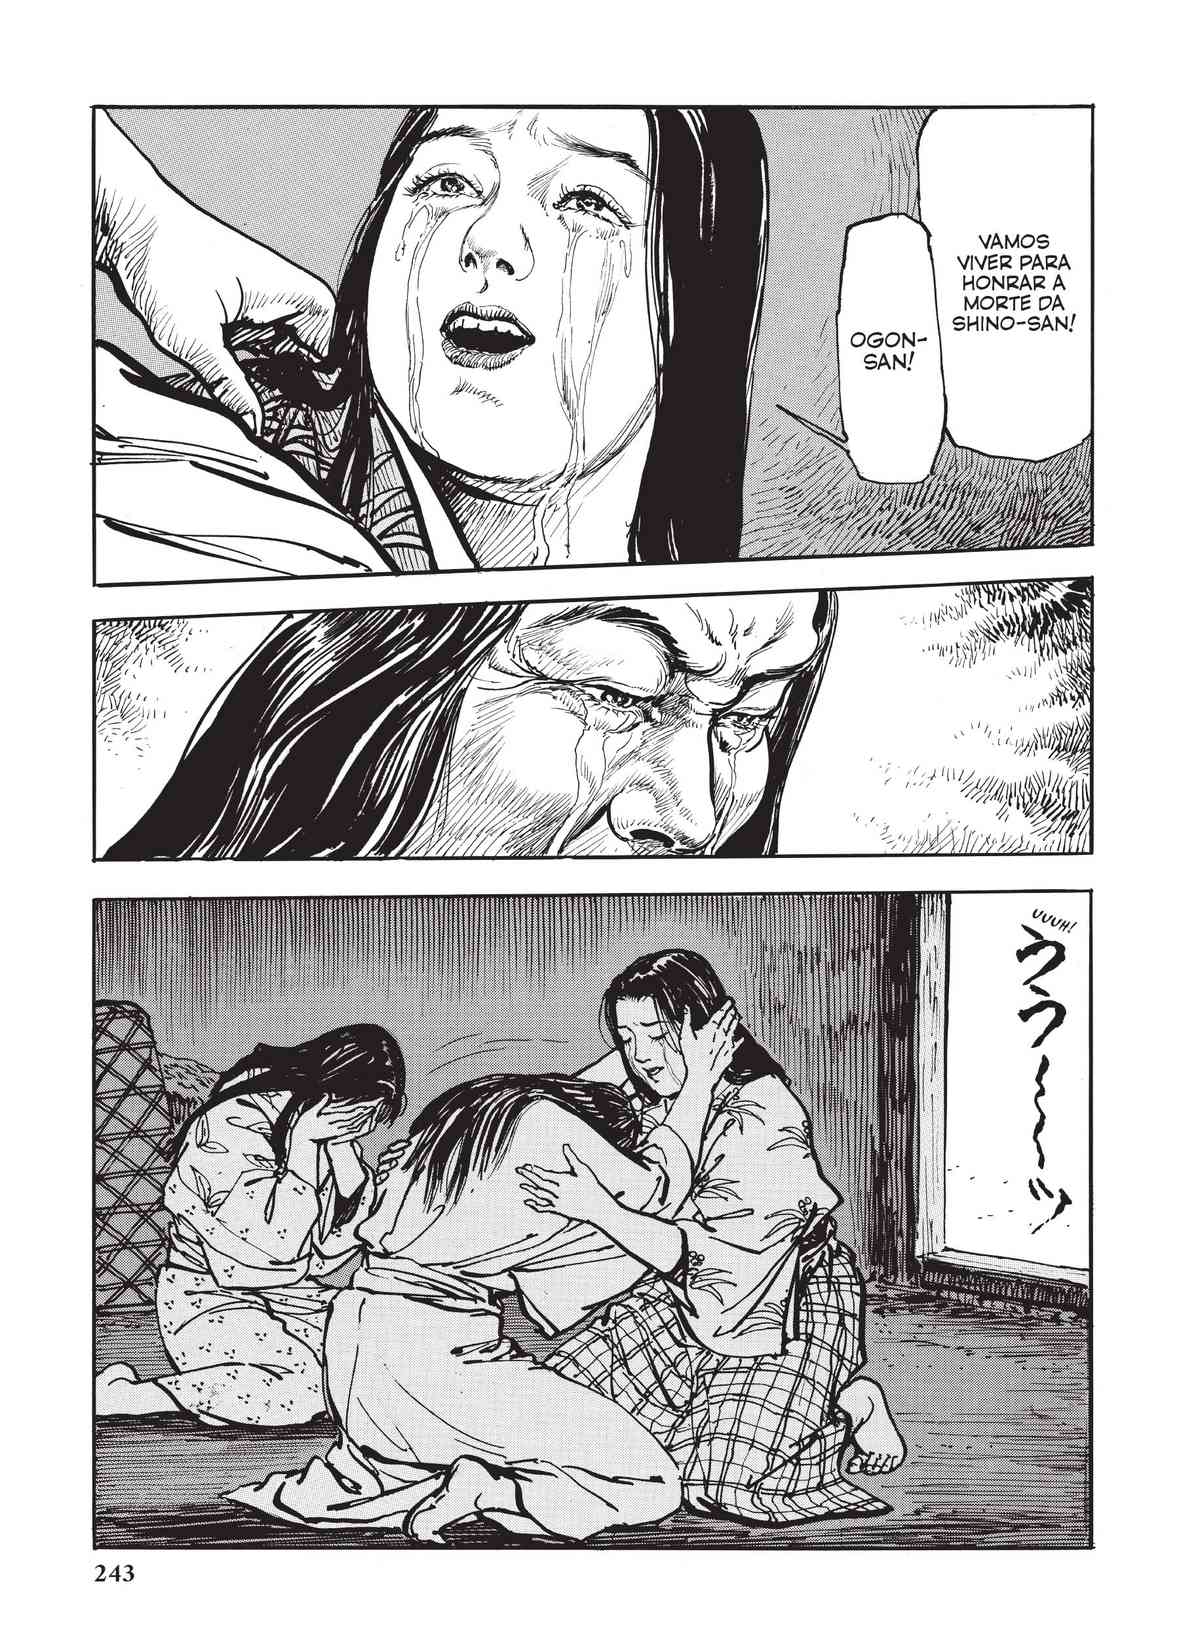 VAMOS
VIVER PARA
HONRAR A
MORTE DA
SHINO-SAN!
OGON-
SAN!
UUUH!
ウウ～～～ッ
243